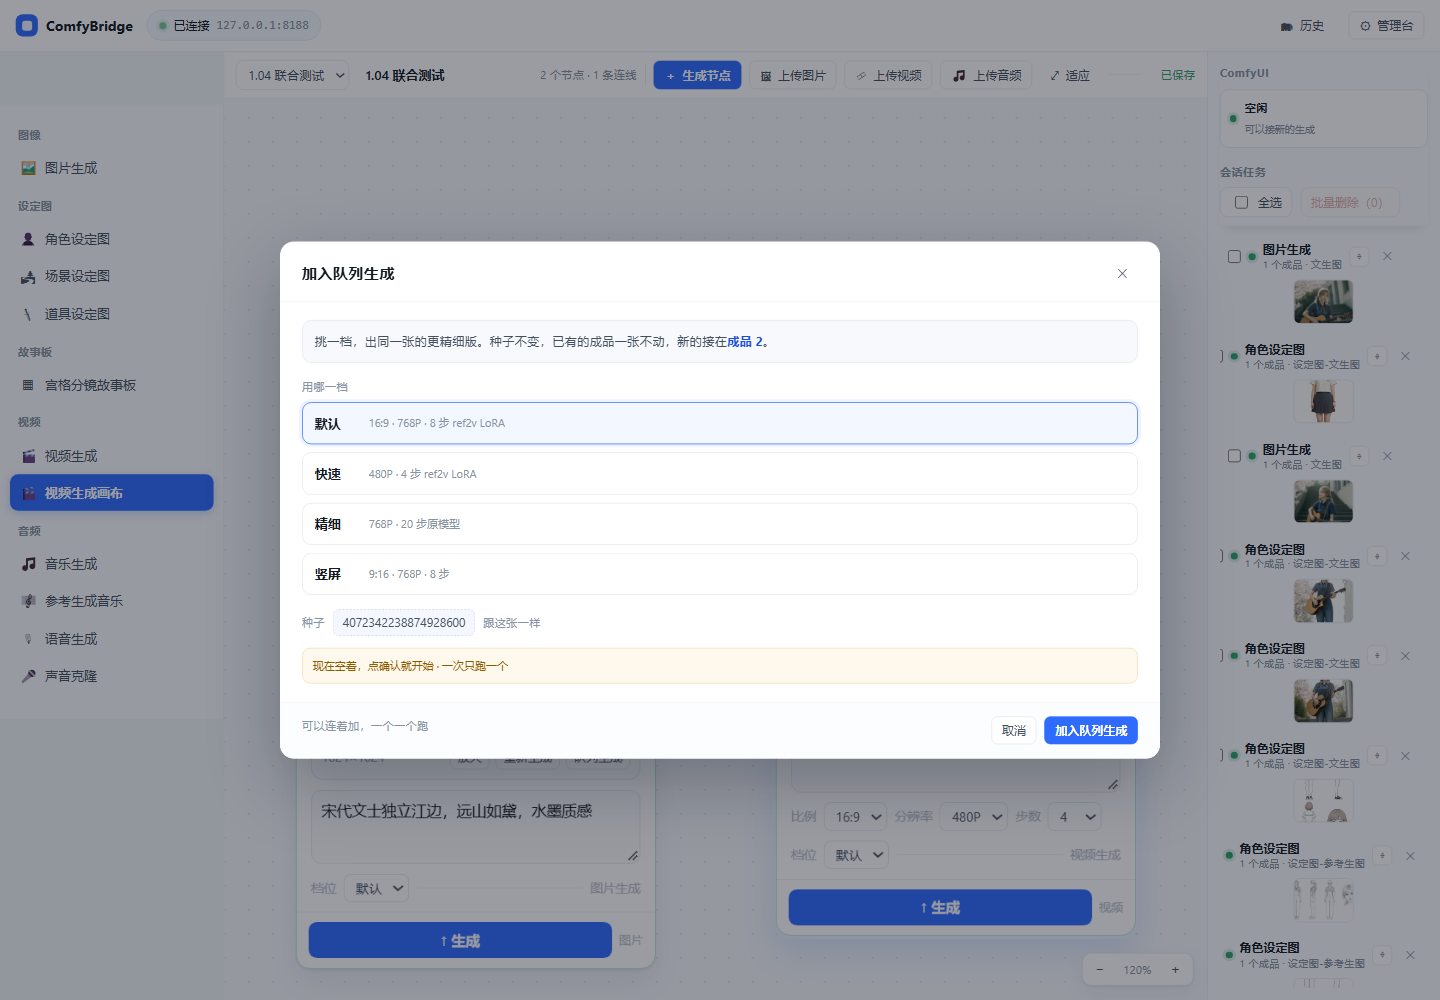 ComfyBridge
已连接 127.0.0.1:8188
历史
管理台
1.04 联合测试
1.04 联合测试
2 个节点 · 1 条连线
+ 生成节点
上传图片
上传视频
上传音频
适应
已保存
图像
图片生成
设定图
角色设定图
场景设定图
道具设定图
故事板
宫格分镜故事板
视频
视频生成
视频生成画布
音频
音乐生成
参考生成音乐
语音生成
声音克隆
加入队列生成
挑一档，出同一张的更精细版。种子不变，已有的成品一张不动，新的接在成品 2。
用哪一档
默认 16:9 · 768P · 8 步 ref2v LoRA
快速 480P · 4 步 ref2v LoRA
精细 768P · 20 步原模型
竖屏 9:16 · 768P · 8 步
种子 4072342238874928600 跟这张一样
现在空着，点确认就开始 · 一次只跑一个
可以连着加，一个一个跑
取消
加入队列生成
宋代文士独立江边，远山如黛，水墨质感
档位 默认 图片生成
↑ 生成 图片
比例 16:9 分辨率 480P 步数 4
档位 默认 视频生成
↑ 生成 视频
− 120% +
ComfyUI
空闲
可以接新的生成
会话任务
全选
批量删除（0）
图片生成
1 个成品 · 文生图
角色设定图
1 个成品 · 设定图-文生图
图片生成
1 个成品 · 文生图
角色设定图
1 个成品 · 设定图-文生图
角色设定图
1 个成品 · 设定图-文生图
角色设定图
1 个成品 · 设定图-文生图
角色设定图
1 个成品 · 设定图-参考生图
角色设定图
1 个成品 · 设定图-参考生图